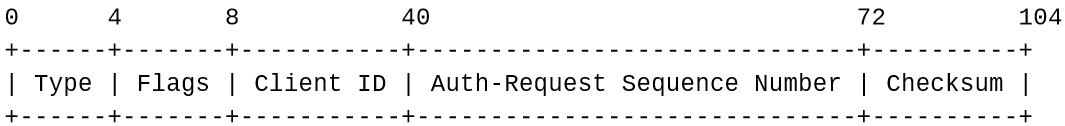 0      4       8           40                              72         104
+------+-------+-----------+------------------------------+----------+
| Type | Flags | Client ID | Auth-Request Sequence Number | Checksum |
+------+-------+-----------+------------------------------+----------+